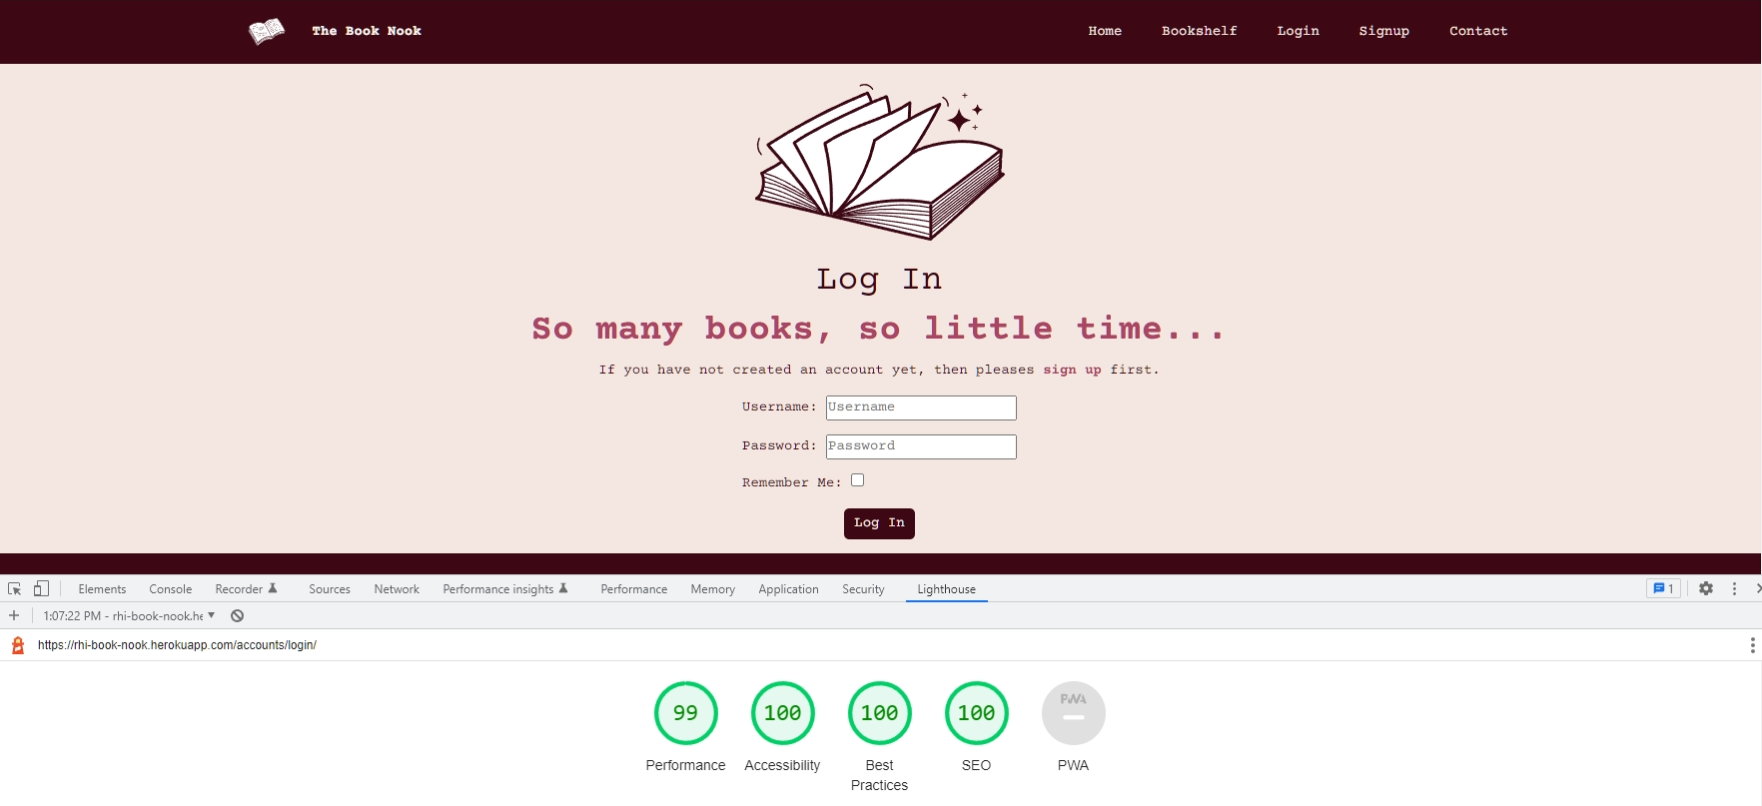 The Book Nook Home Bookshelf Login Signup Contact
Log In
So many books, so little time...
If you have not created an account yet, then pleases sign up first.
Username: Username
Password: Password
Remember Me:
Log In
Elements Console Recorder Sources Network Performance insights Performance Memory Application Security Lighthouse 1
1:07:22 PM - rhi-book-nook.he
https://rhi-book-nook.herokuapp.com/accounts/login/
99 100 100 100 PWA
Performance Accessibility Best SEO PWA
Practices